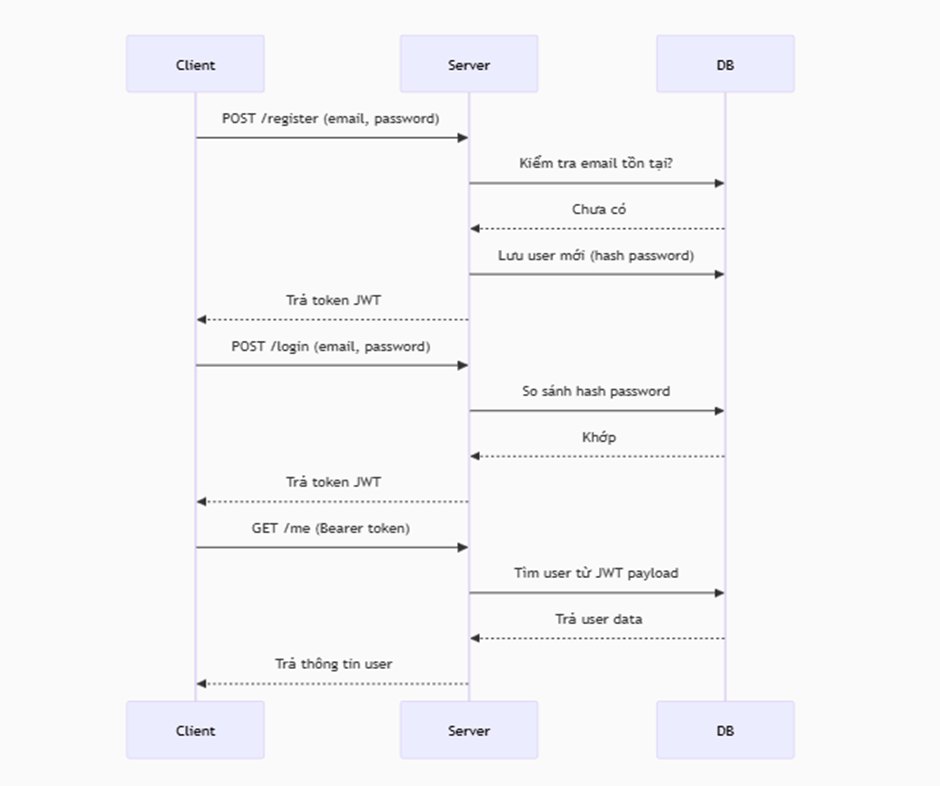 Client
Server
DB
POST /register (email, password)
Kiểm tra email tồn tại?
Chưa có
Lưu user mới (hash password)
Trả token JWT
POST /login (email, password)
So sánh hash password
Khớp
Trả token JWT
GET /me (Bearer token)
Tìm user từ JWT payload
Trả user data
Trả thông tin user
Client
Server
DB